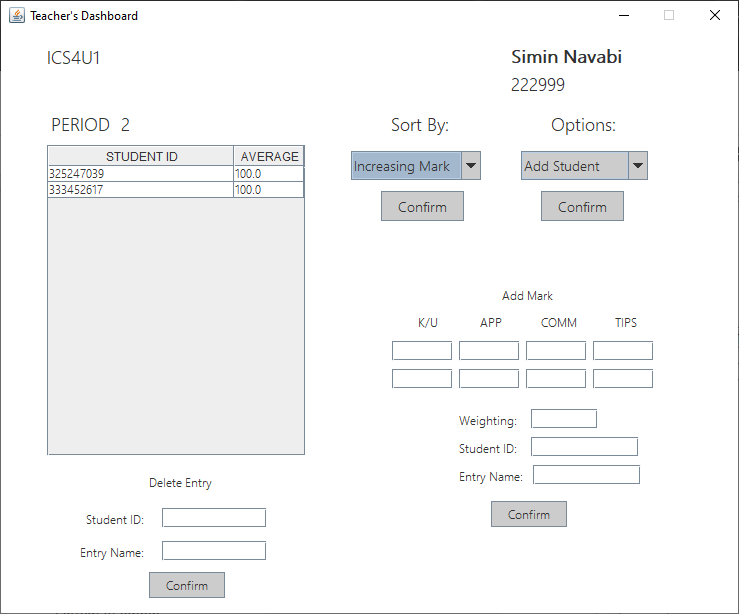 Teacher's Dashboard
ICS4U1
Simin Navabi
222999
PERIOD 2
Sort By:
Options:
STUDENT ID AVERAGE
325247039 100.0
333452617 100.0
Increasing Mark
Add Student
Confirm
Confirm
Add Mark
K/U APP COMM TIPS
Weighting:
Student ID:
Entry Name:
Confirm
Delete Entry
Student ID:
Entry Name:
Confirm